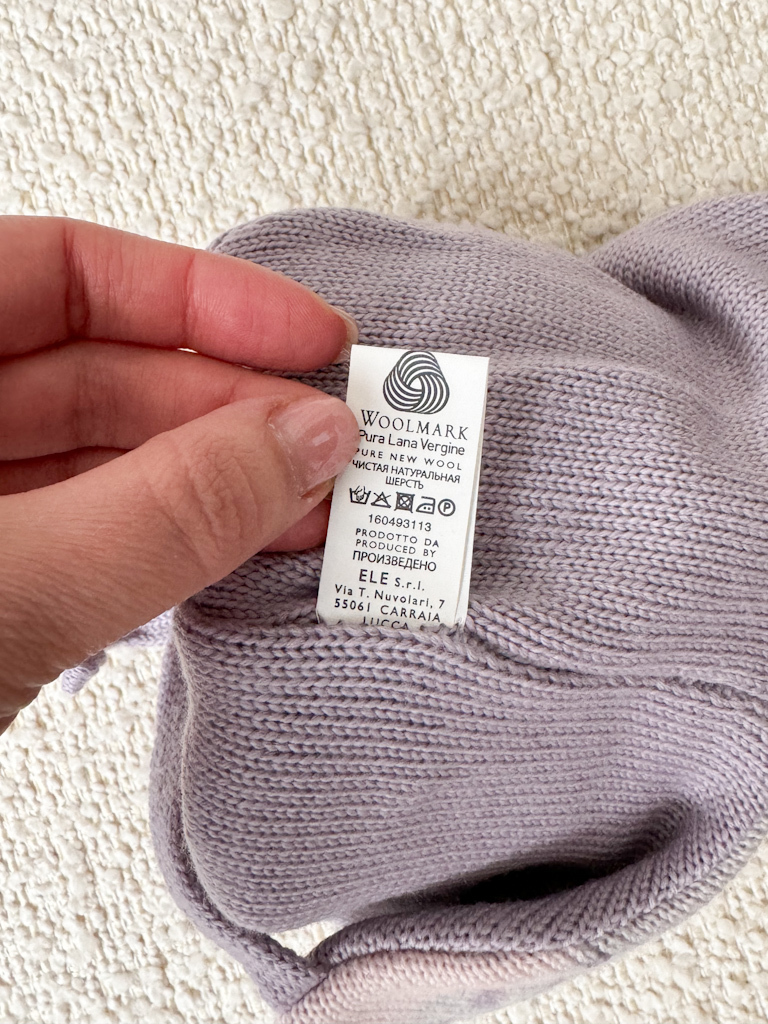 WOOLMARK
Pura Lana Vergine
PURE NEW WOOL
ЧИСТАЯ НАТУРАЛЬНАЯ
ШЕРСТЬ
P
160493113
PRODOTTO DA
PRODUCED BY
ПРОИЗВЕДЕНО
ELE S.r.l.
Via T. Nuvolari, 7
55061 CARRAIA
LUCCA